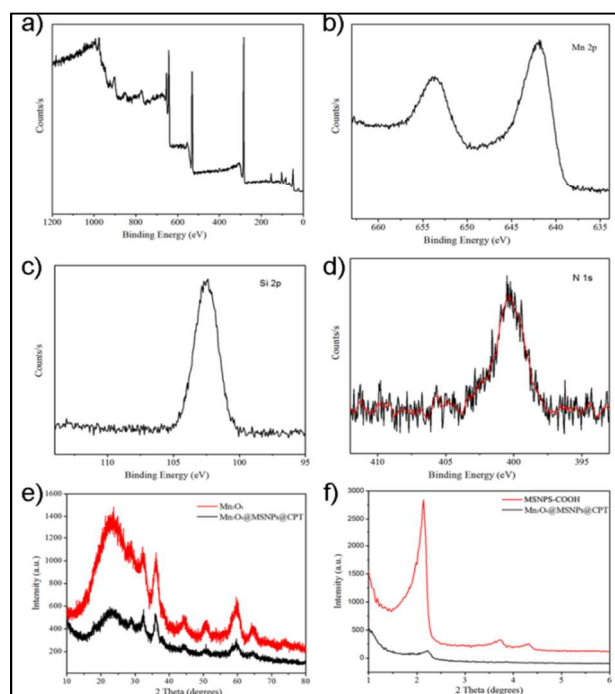 a)
Counts/s
1200 1000 800 600 400 200 0
Binding Energy (eV)
b)
Mn 2p
Counts/s
660 655 650 645 640 635
Binding Energy (eV)
c)
Si 2p
Counts/s
110 105 100 95
Binding Energy (eV)
d)
N 1s
Counts/s
410 405 400 395
Binding Energy (eV)
e)
1600
1400
1200
1000
800
600
400
200
Intensity (a.u.)
Mn₃O₄
Mn₃O₄@MSNPs@CPT
10 20 30 40 50 60 70 80
2 Theta (degrees)
f)
3000
2500
2000
1500
1000
500
0
Intensity (a.u.)
MSNPS-COOH
Mn₃O₄@MSNPs@CPT
1 2 3 4 5 6
2 Theta (degrees)